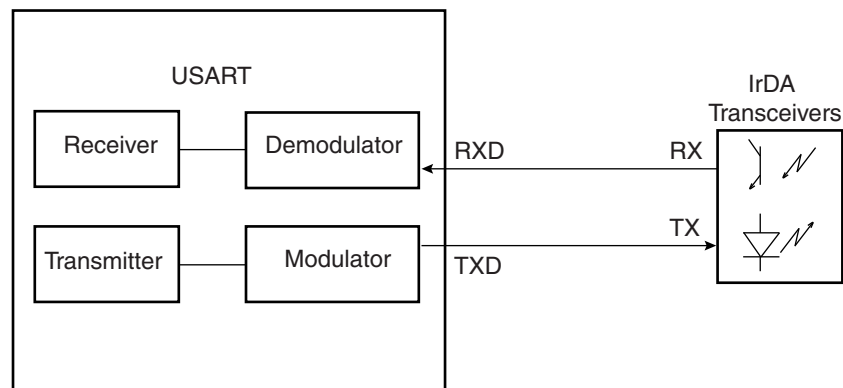 USART
IrDA
Transceivers
Receiver
Demodulator
RXD
RX
Transmitter
Modulator
TX
TXD